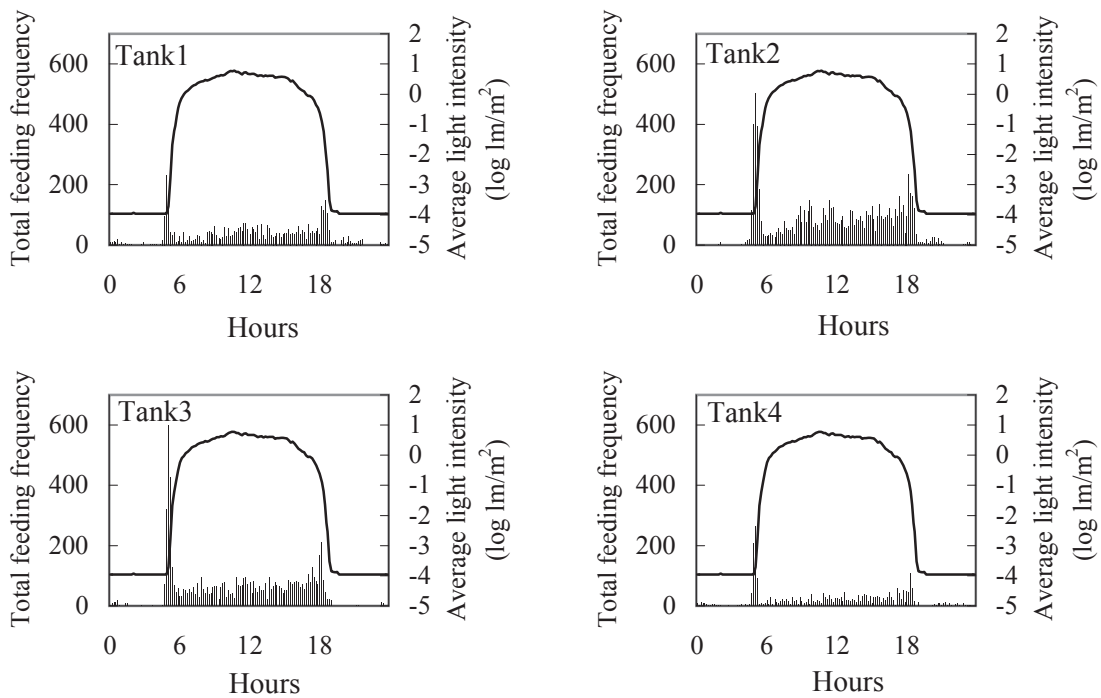 Tank1
Total feeding frequency
600
400
200
0
2
1
0
-1
-2
-3
-4
-5
Average light intensity
(log lm/m²)
0 6 12 18
Hours
Tank2
Total feeding frequency
600
400
200
0
2
1
0
-1
-2
-3
-4
-5
Average light intensity
(log lm/m²)
0 6 12 18
Hours
Tank3
Total feeding frequency
600
400
200
0
2
1
0
-1
-2
-3
-4
-5
Average light intensity
(log lm/m²)
0 6 12 18
Hours
Tank4
Total feeding frequency
600
400
200
0
2
1
0
-1
-2
-3
-4
-5
Average light intensity
(log lm/m²)
0 6 12 18
Hours